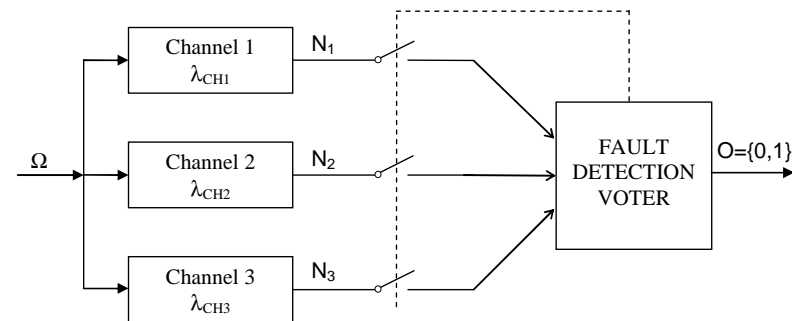 Channel 1
λCH1
N1
Ω
Channel 2
λCH2
N2
Channel 3
λCH3
N3
FAULT
DETECTION
VOTER
O={0,1}